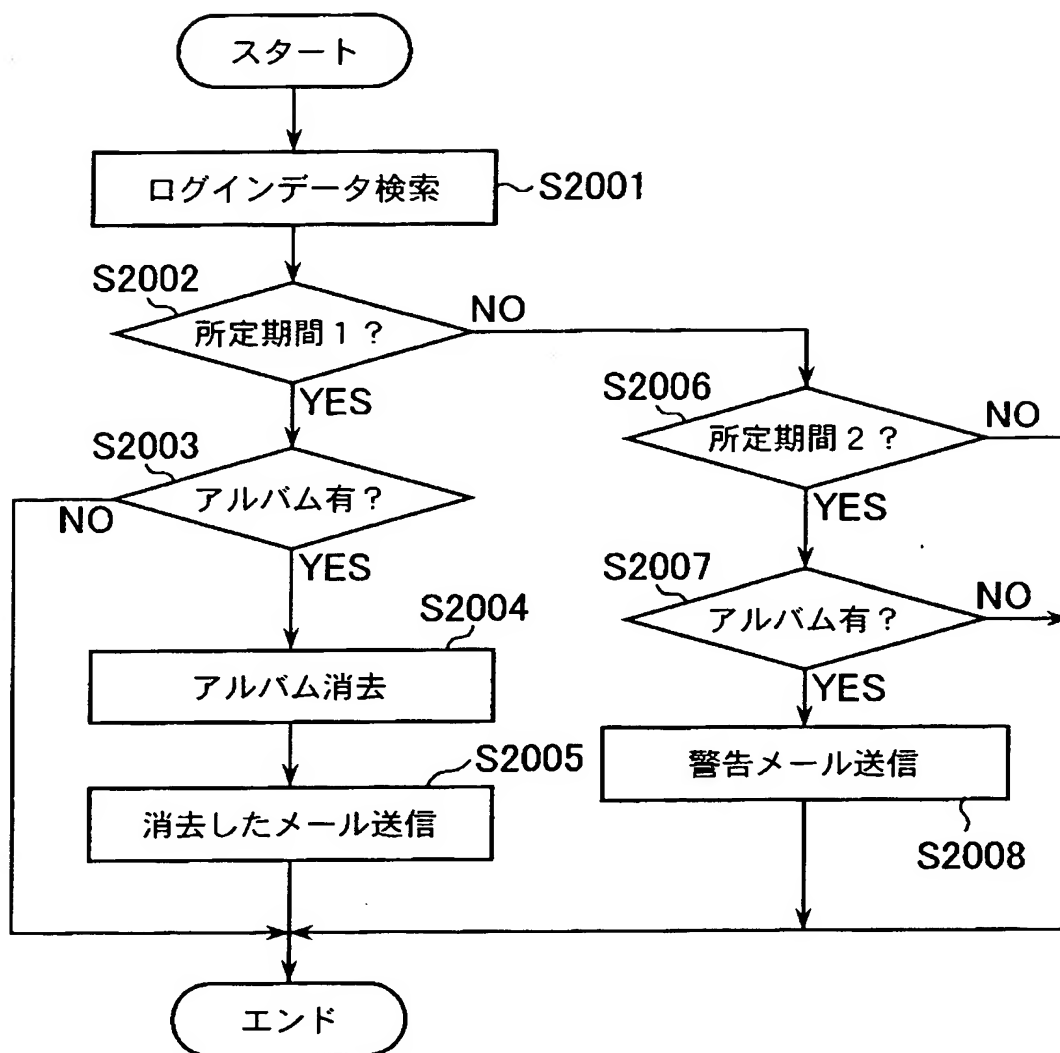 スタート
ログインデータ検索
S2001
S2002
所定期間1?
NO
YES
S2003
アルバム有?
NO
YES
S2004
アルバム消去
S2005
消去したメール送信
S2006
所定期間2?
NO
YES
S2007
アルバム有?
NO
YES
警告メール送信
S2008
エンド